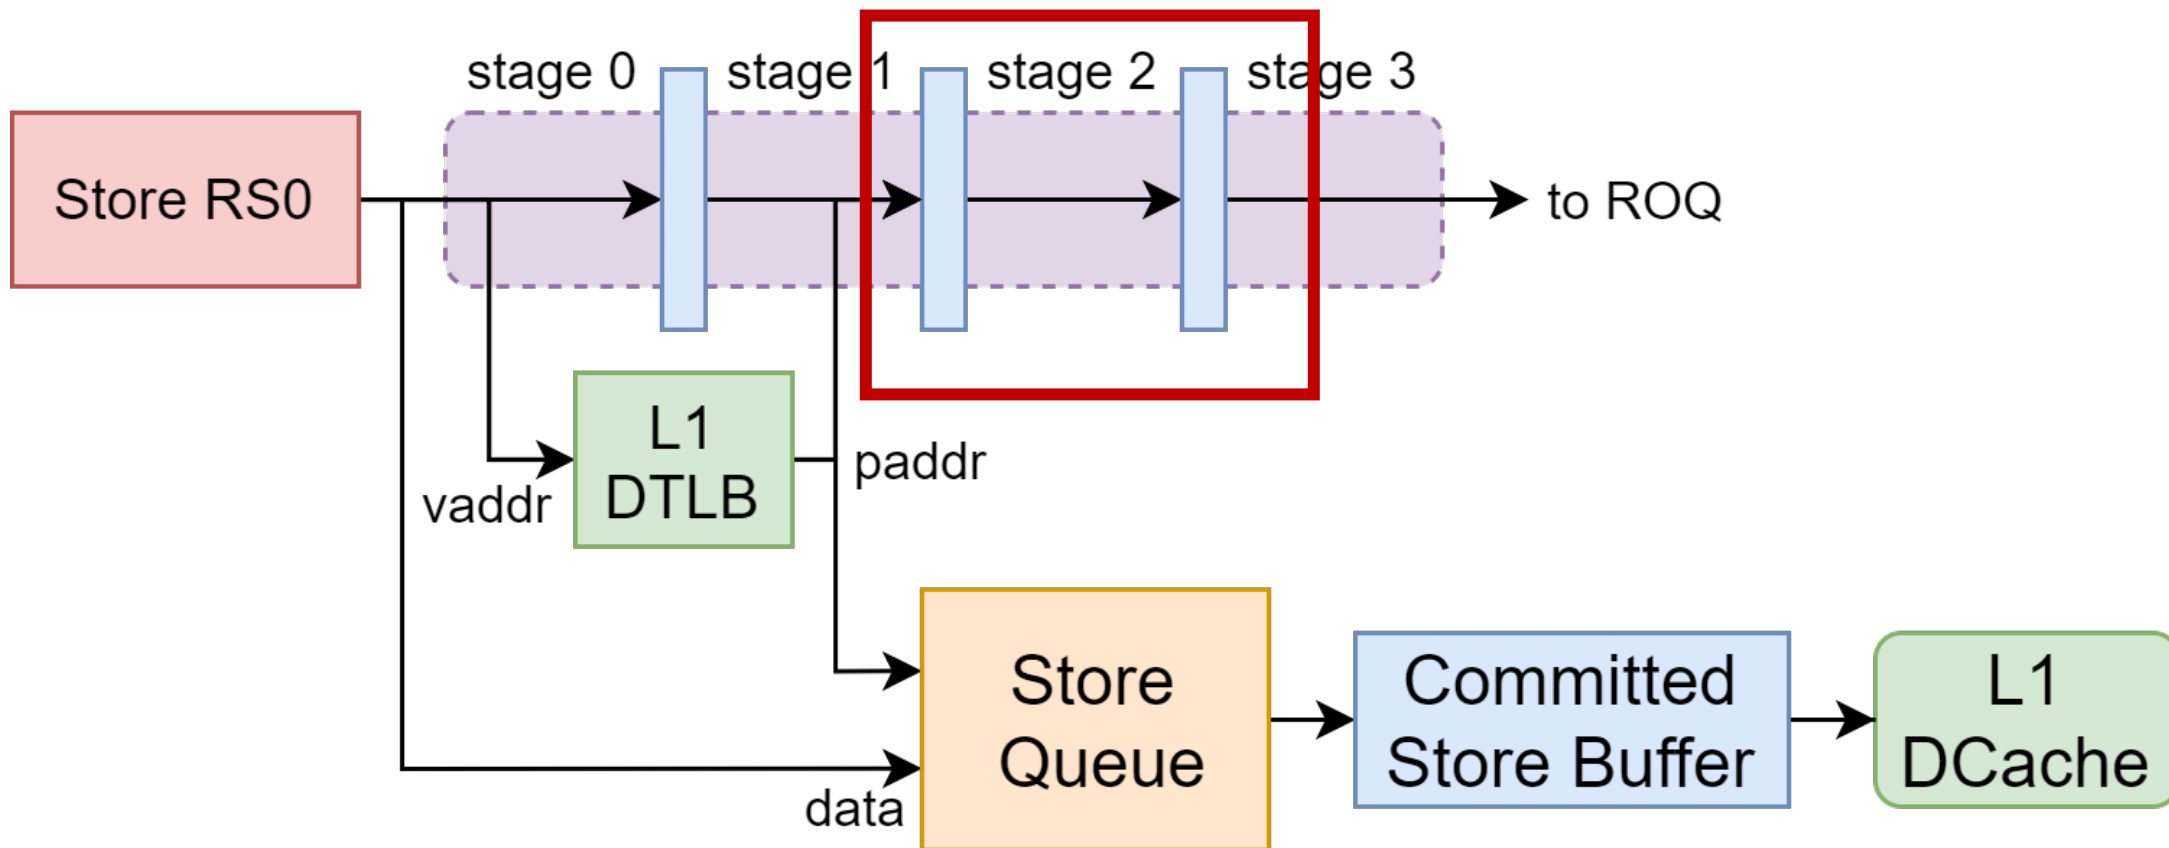 stage 0
stage 1
stage 2
stage 3
Store RS0
to ROQ
L1
DTLB
vaddr
paddr
Store
Queue
data
Committed
Store Buffer
L1
DCache